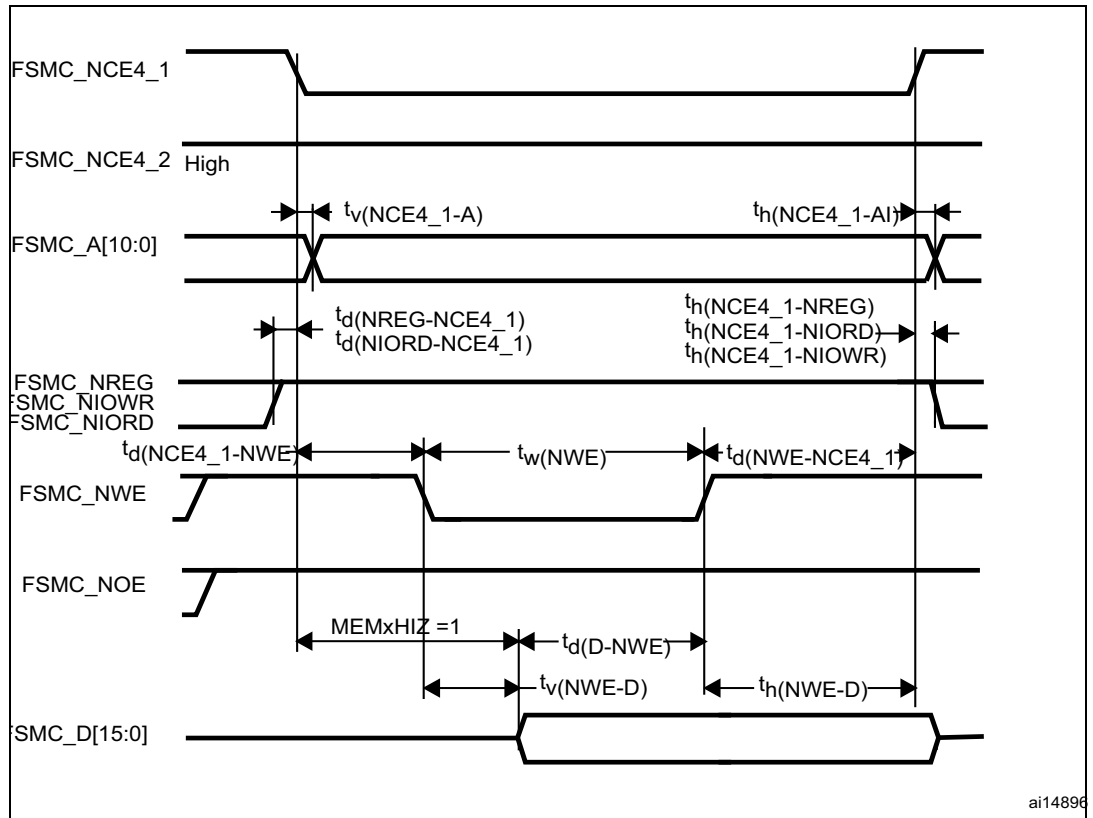 FSMC_NCE4_1
FSMC_NCE4_2 High
tv(NCE4_1-A)
th(NCE4_1-AI)
FSMC_A[10:0]
td(NREG-NCE4_1)
td(NIORD-NCE4_1)
th(NCE4_1-NREG)
th(NCE4_1-NIORD)
th(NCE4_1-NIOWR)
FSMC_NREG
FSMC_NIOWR
FSMC_NIORD
td(NCE4_1-NWE)
tw(NWE)
td(NWE-NCE4_1)
FSMC_NWE
FSMC_NOE
MEMxHIZ =1
td(D-NWE)
tv(NWE-D)
th(NWE-D)
FSMC_D[15:0]
ai14896